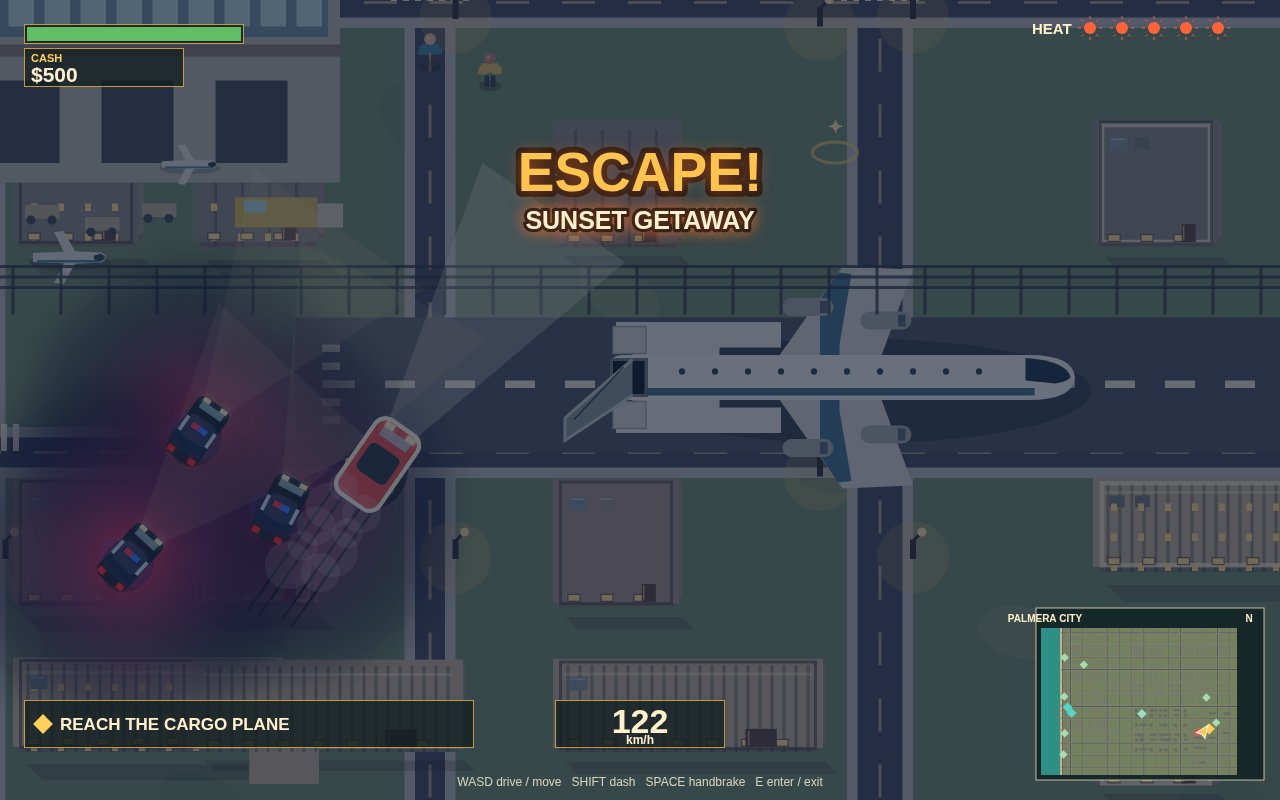 CASH
$500
HEAT
ESCAPE!
SUNSET GETAWAY
PALMERA CITY
N
REACH THE CARGO PLANE
122
km/h
WASD drive / move   SHIFT dash   SPACE handbrake   E enter / exit